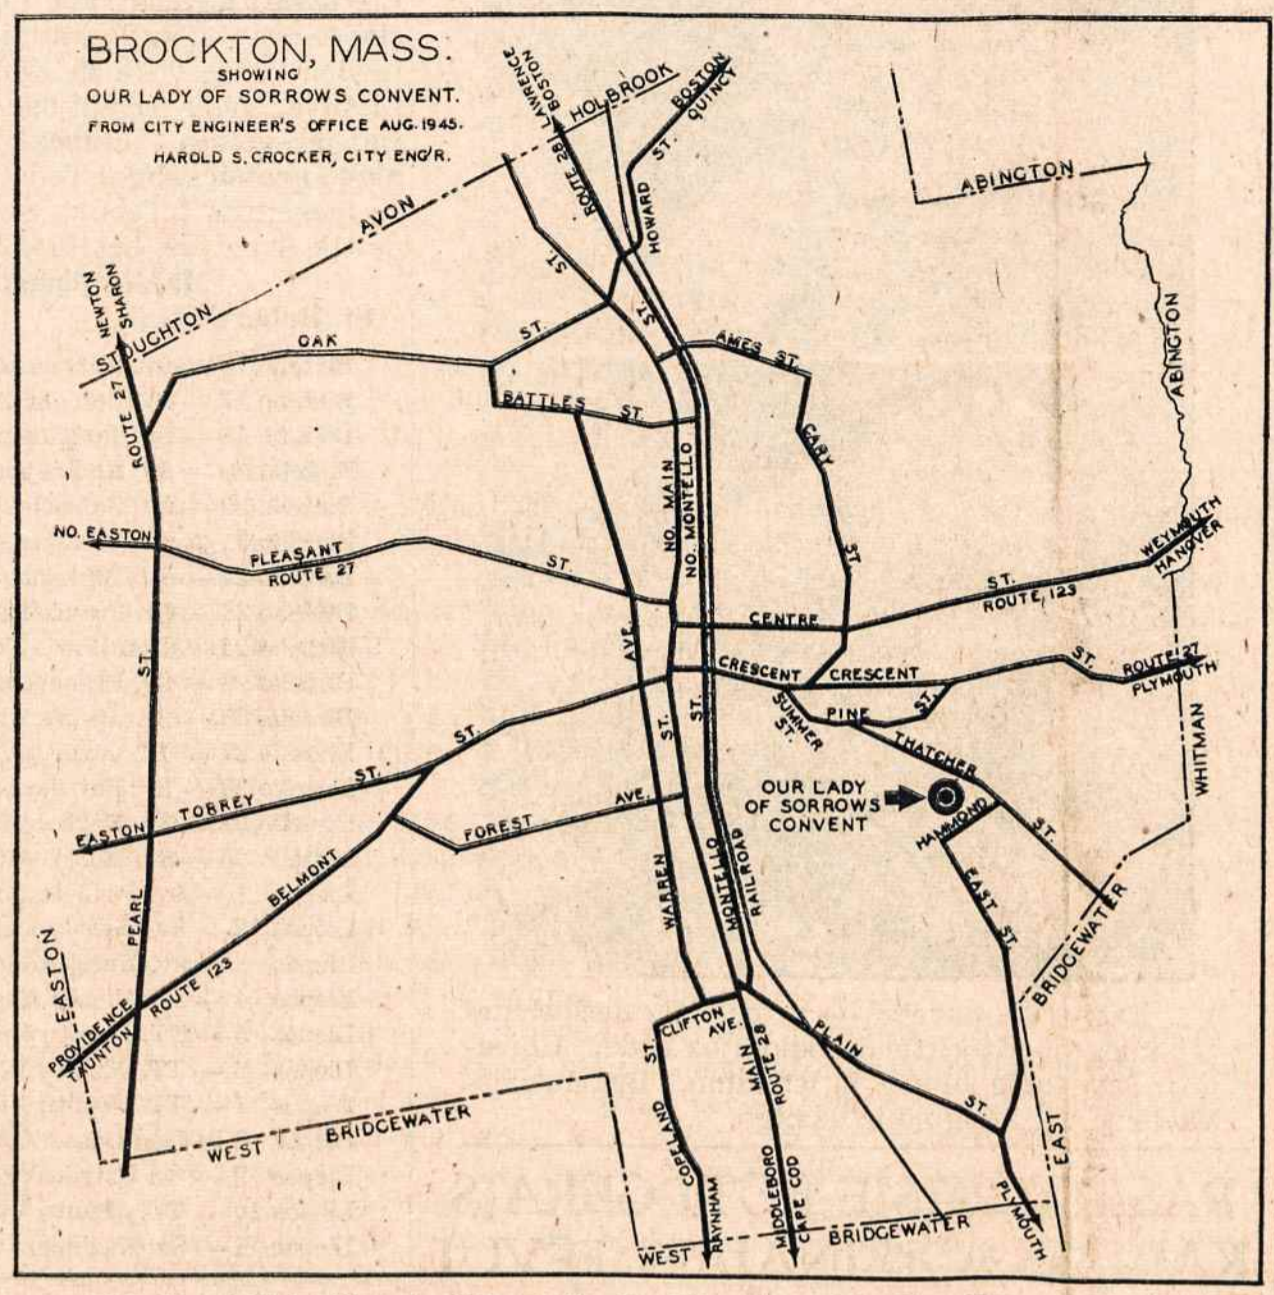 BROCKTON, MASS.
SHOWING
OUR LADY OF SORROWS CONVENT.
FROM CITY ENGINEER'S OFFICE AUG. 1945.
HAROLD S. CROCKER, CITY ENG'R.
LAWRENCE
BOSTON
ROUTE 28
HOLBROOK
BOSTON
QUINCY
HOWARD ST.
ABINGTON
AVON
STOUGHTON
NEWTON
SHARON
ROUTE 27
ST.
ST.
OAK ST.
AMES ST.
ABINGTON
BATTLES ST.
CARY ST.
NO. MAIN
NO. MONTELLO
NO. EASTON
PLEASANT ST.
ROUTE 27
WEYMOUTH
HANOVER
CENTRE ST.
ROUTE 123
AVE.
ST.
CRESCENT
CRESCENT ST.
ROUTE 27
PLYMOUTH
SUMMER
ST.
PINE ST.
ST.
ST.
THATCHER ST.
WHITMAN
OUR LADY
OF SORROWS
CONVENT
HAMMOND
EASTON
TORREY ST.
ST.
FOREST AVE.
BELMONT
ROUTE 123
PEARL
WARREN
MONTELLO
RAILROAD
EAST ST.
BRIDGEWATER
EASTON
PROVIDENCE
TAUNTON
CLIFTON
AVE.
PLAIN ST.
MAIN
ROUTE 28
COPELAND ST.
WEST BRIDGEWATER
RAYNHAM
MIDDLEBORO
CAPE COD
WEST BRIDGEWATER
EAST
PLYMOUTH